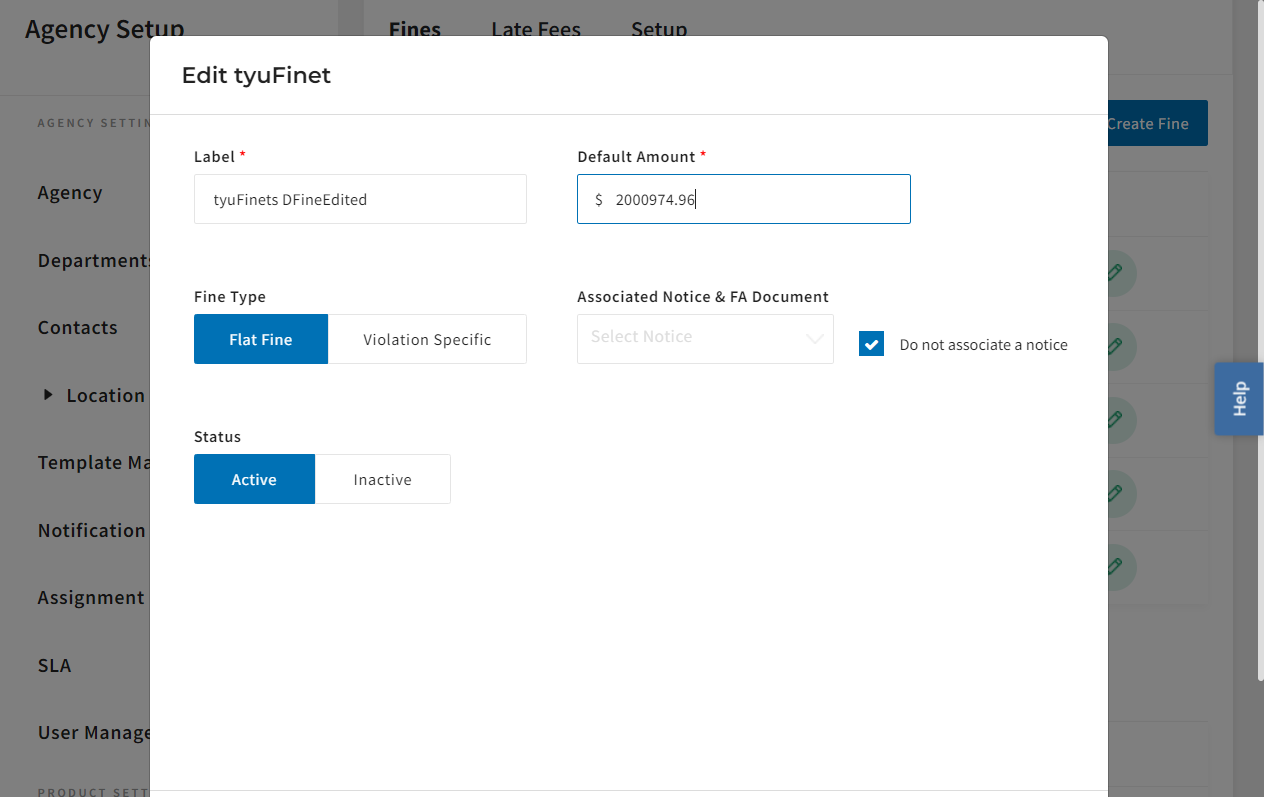 Agency Setup
Fines Late Fees Setup
Edit tyuFinet
AGENCY SETTIN
Create Fine
Label * Default Amount *
Agency
tyuFinets DFineEdited $ 2000974.96
Departments
Fine Type Associated Notice & FA Document
Contacts
Flat Fine Violation Specific Select Notice Do not associate a notice
Location
Help
Status
Template Ma
Active Inactive
Notification
Assignment
SLA
User Manage
PRODUCT SETT